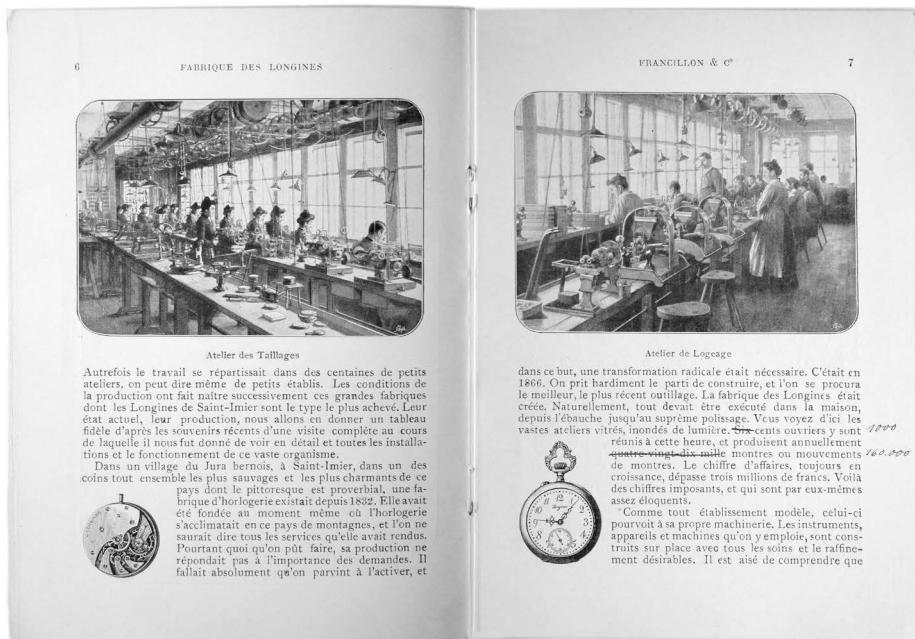 6
FABRIQUE DES LONGINES
Atelier des Taillages
Autrefois le travail se répartissait dans des centaines de petits
ateliers, on peut dire même de petits établis. Les conditions de
la production ont fait naître successivement ces grandes fabriques
dont les Longines de Saint-Imier sont le type le plus achevé. Leur
état actuel, leur production, nous allons en donner un tableau
fidèle d'après les souvenirs récents d'une visite complète au cours
de laquelle il nous fut donné de voir en détail et toutes les installa-
tions et le fonctionnement de ce vaste organisme.
Dans un village du Jura bernois, à Saint-Imier, dans un des
coins tout ensemble les plus sauvages et les plus charmants de ce
pays dont le pittoresque est proverbial, une fa-
brique d'horlogerie existait depuis 1832. Elle avait
été fondée au moment même où l'horlogerie
s'acclimatait en ce pays de montagnes, et l'on ne
saurait dire tous les services qu'elle avait rendus.
Pourtant quoi qu'on pût faire, sa production ne
répondait pas à l'importance des demandes. Il
fallait absolument qu'on parvînt à l'activer, et
FRANCILLON & Cº
7
Atelier de Logeage
dans ce but, une transformation radicale était nécessaire. C'était en
1866. On prit hardiment le parti de construire, et l'on se procura
le meilleur, le plus récent outillage. La fabrique des Longines était
créée. Naturellement, tout devait être exécuté dans la maison,
depuis l'ébauche jusqu'au suprême polissage. Vous voyez d'ici les
vastes ateliers vitrés, inondés de lumière. Six cents ouvriers y sont 1000
réunis à cette heure, et produisent annuellement
quatre-vingt-dix mille montres ou mouvements 160.000
de montres. Le chiffre d'affaires, toujours en
croissance, dépasse trois millions de francs. Voilà
des chiffres imposants, et qui sont par eux-mêmes
assez éloquents.
Comme tout établissement modèle, celui-ci
pourvoit à sa propre machinerie. Les instruments,
appareils et machines qu'on y emploie, sont cons-
truits sur place avec tous les soins et le raffine-
ment désirables. Il est aisé de comprendre que